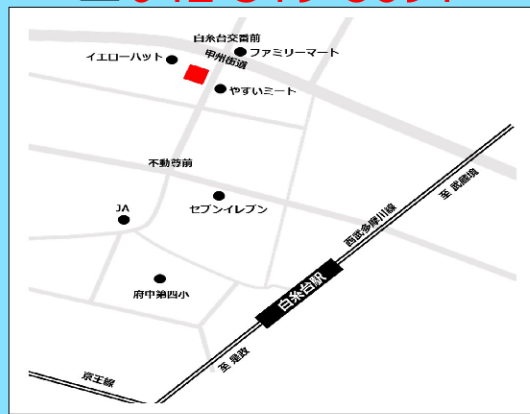 白糸台交番前
ファミリーマート
イエローハット
甲州街道
やすいミート
不動尊前
セブンイレブン
JA
至 武蔵境
西武多摩川線
白糸台駅
府中第四小
至 是政
京王線